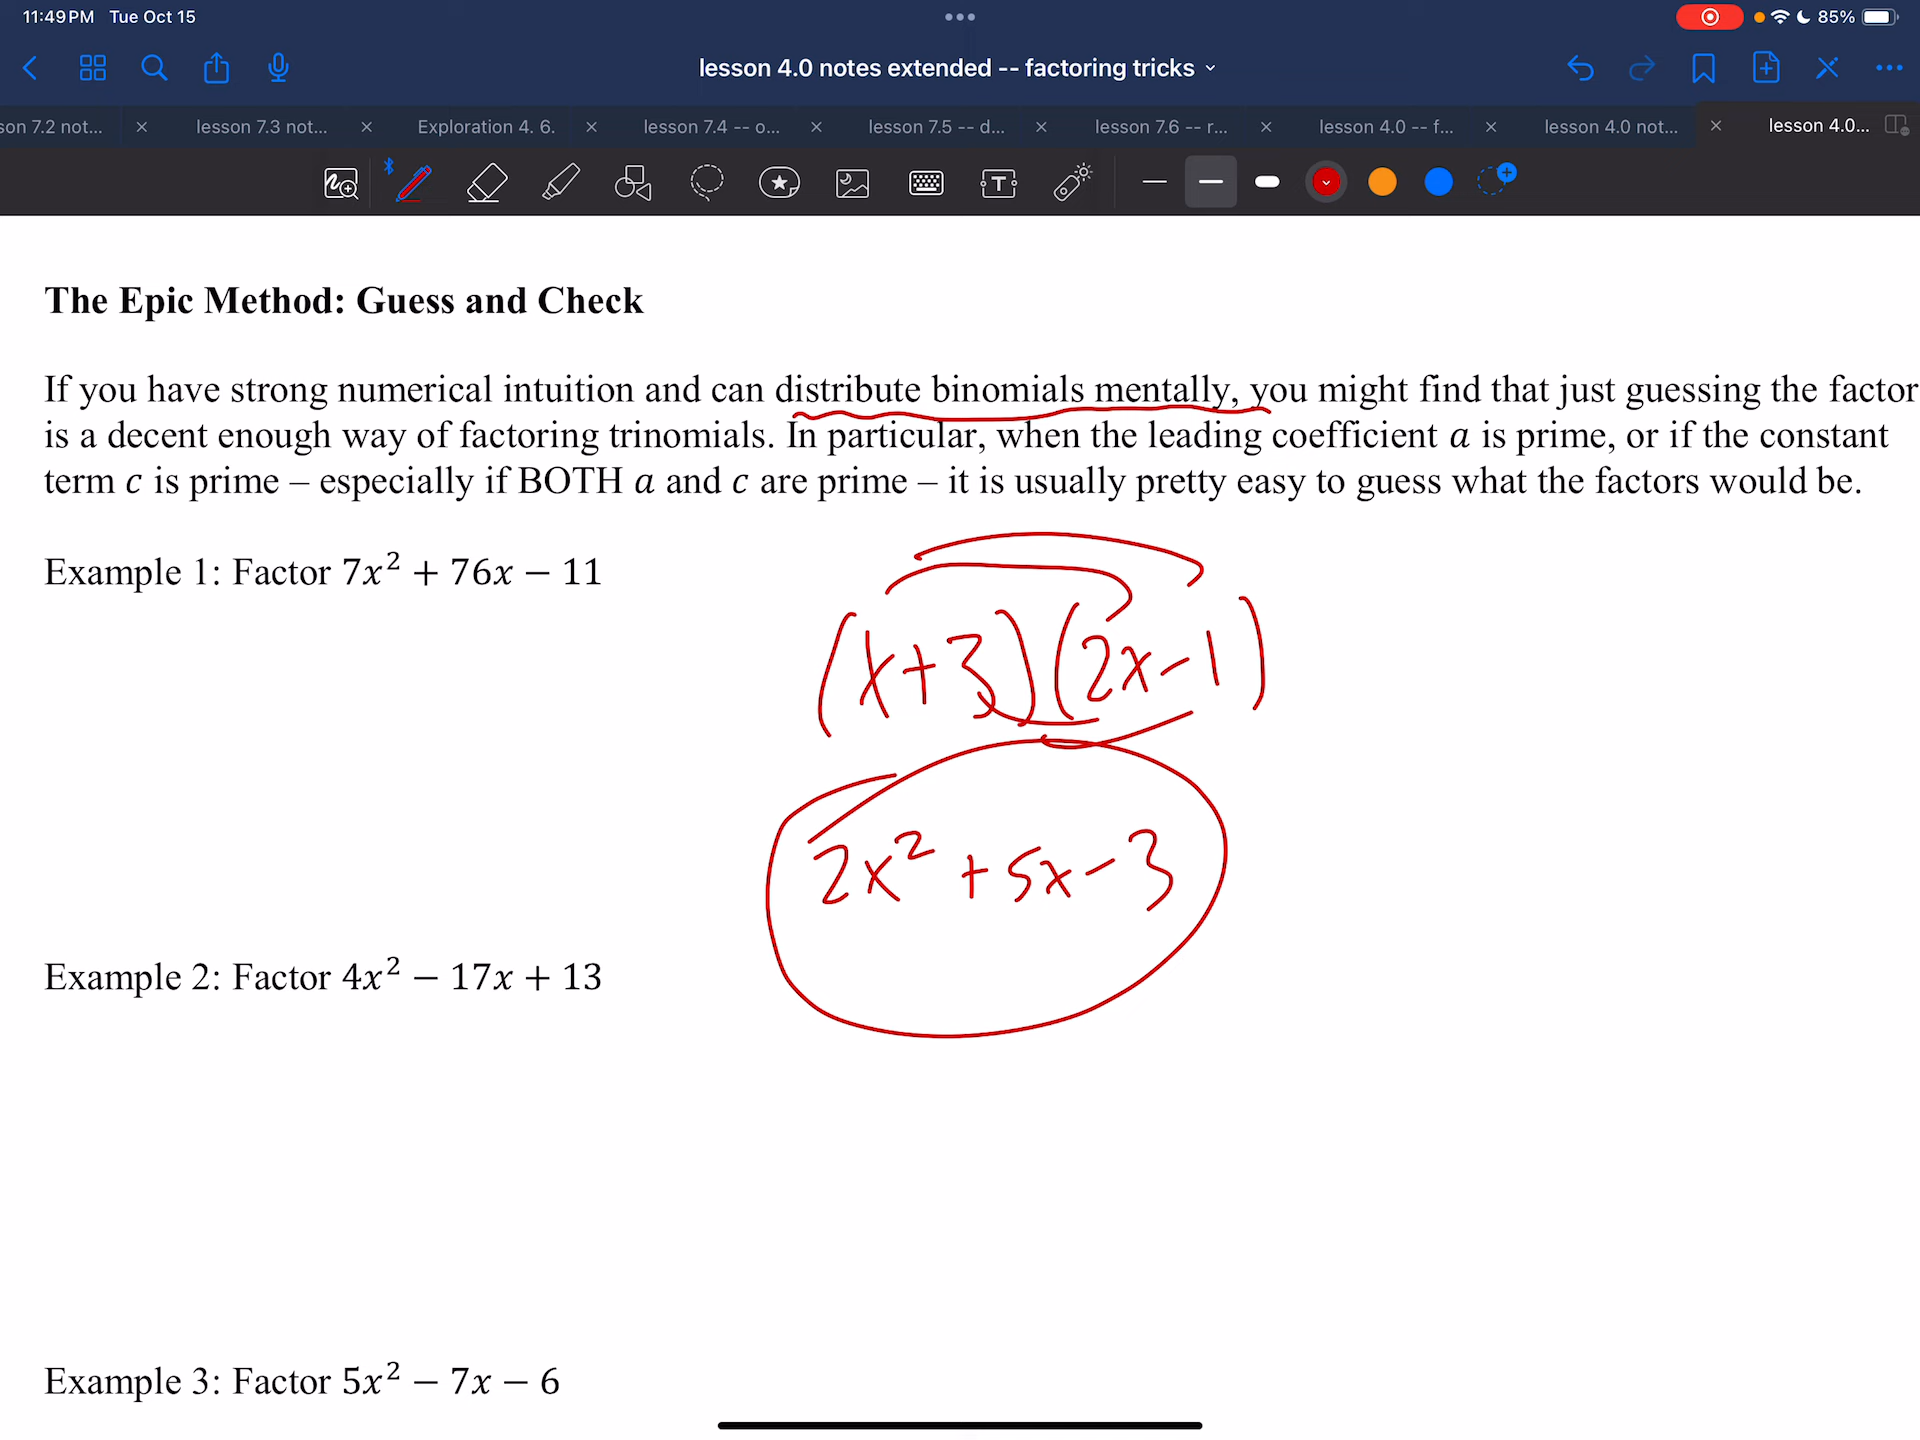 11:49 PM Tue Oct 15
85%
lesson 4.0 notes extended -- factoring tricks
son 7.2 not... lesson 7.3 not... Exploration 4. 6. lesson 7.4 -- o... lesson 7.5 -- d... lesson 7.6 -- r... lesson 4.0 -- f... lesson 4.0 not... lesson 4.0...
The Epic Method: Guess and Check
If you have strong numerical intuition and can distribute binomials mentally, you might find that just guessing the factor
is a decent enough way of factoring trinomials. In particular, when the leading coefficient a is prime, or if the constant
term c is prime – especially if BOTH a and c are prime – it is usually pretty easy to guess what the factors would be.
Example 1: Factor 7x² + 76x − 11
(x+3)(2x-1)
2x² + 5x - 3
Example 2: Factor 4x² − 17x + 13
Example 3: Factor 5x² − 7x − 6